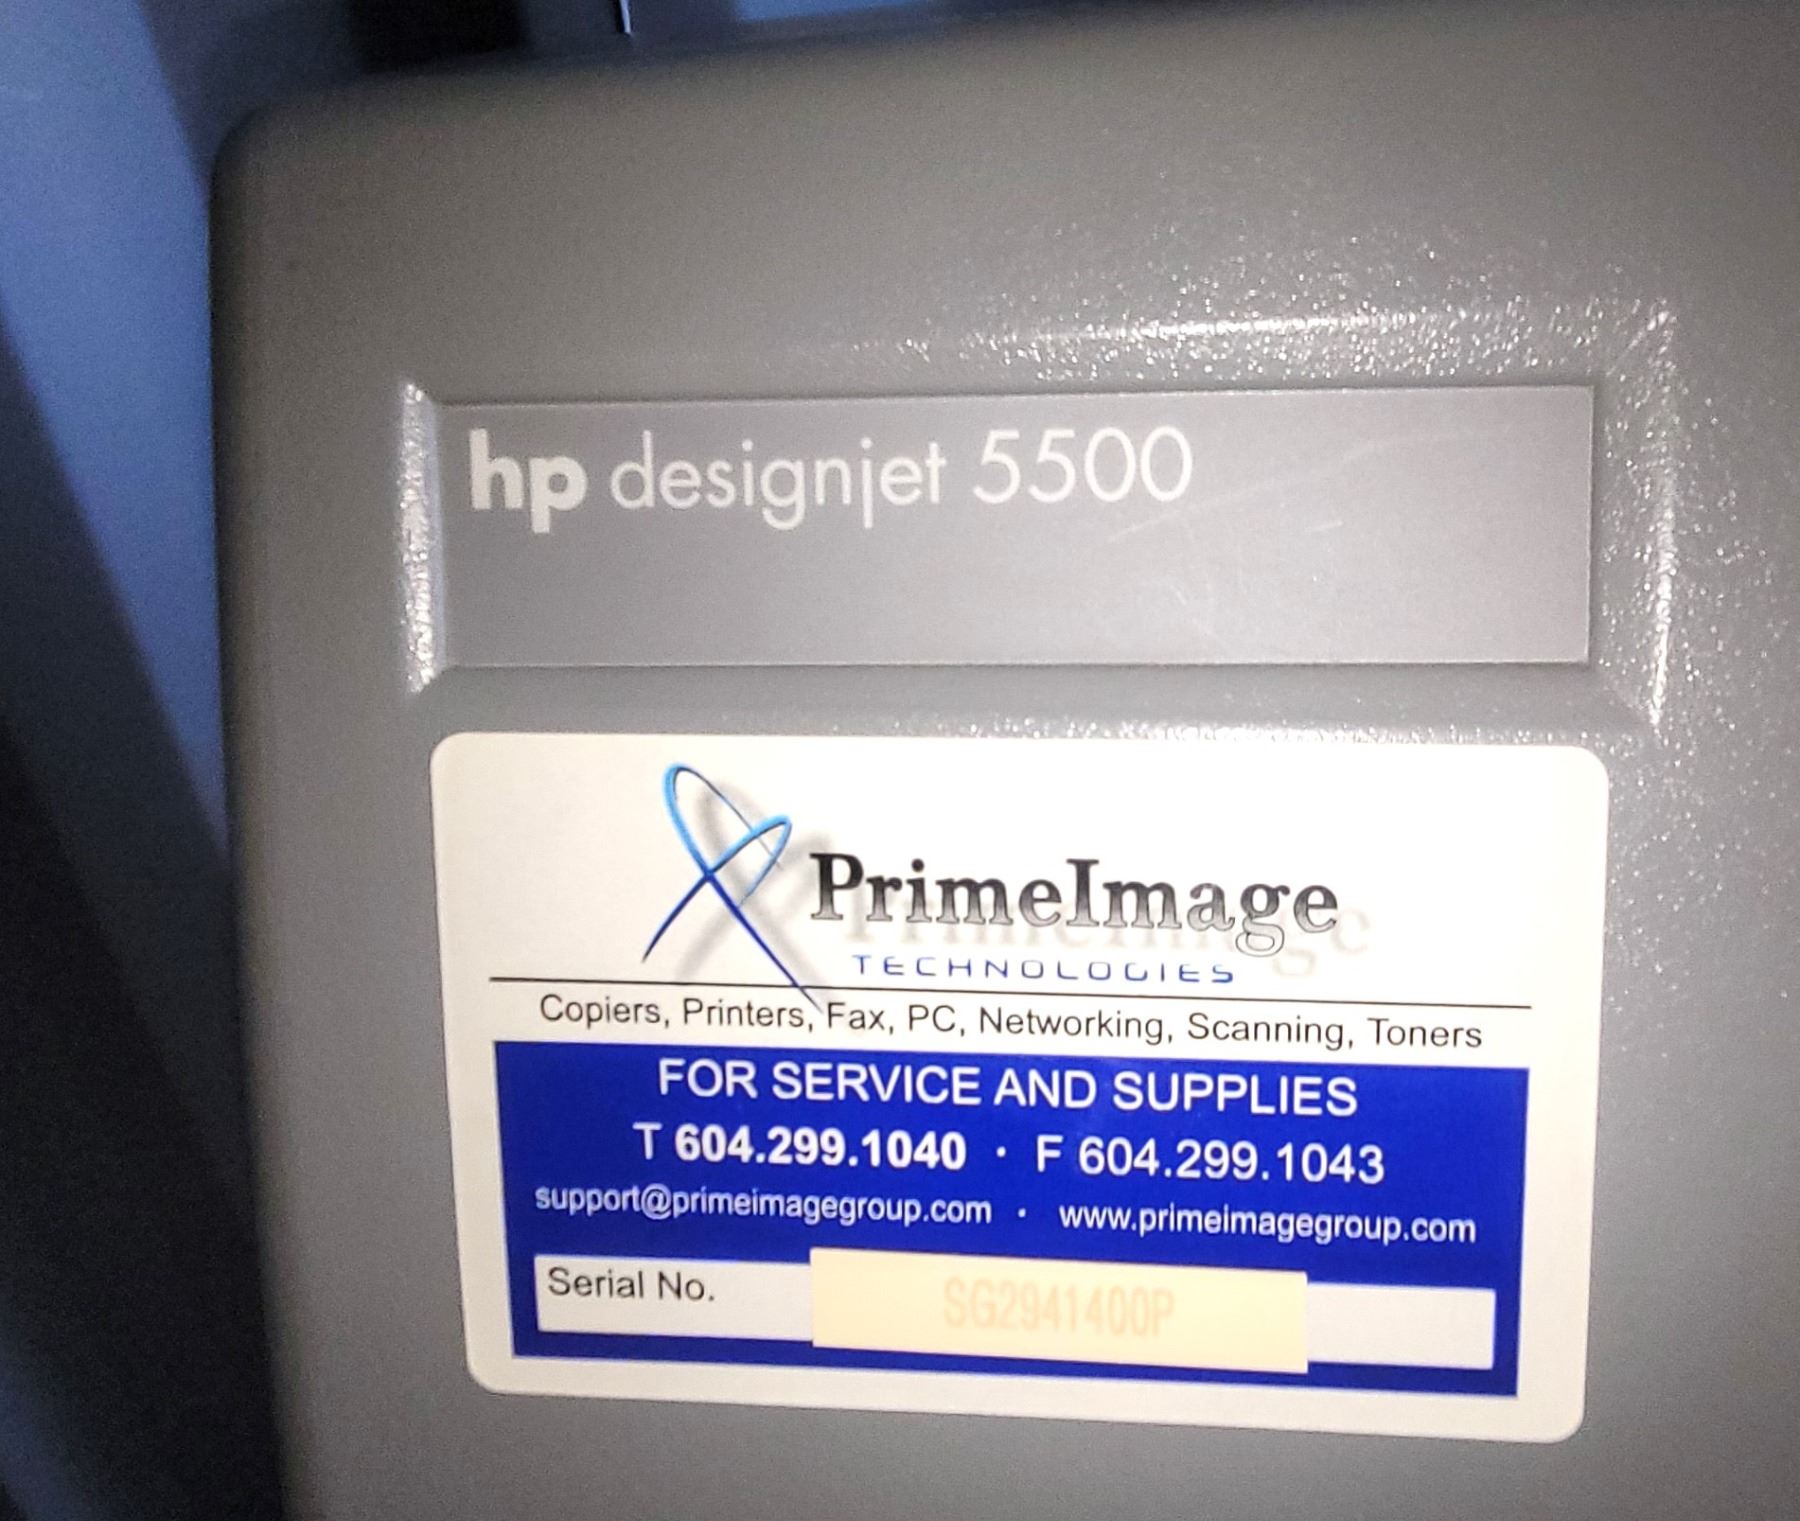 hp designjet 5500
PrimeImage
TECHNOLOGIES
Copiers, Printers, Fax, PC, Networking, Scanning, Toners
FOR SERVICE AND SUPPLIES
T 604.299.1040 · F 604.299.1043
support@primeimagegroup.com · www.primeimagegroup.com
Serial No. SG2941400P